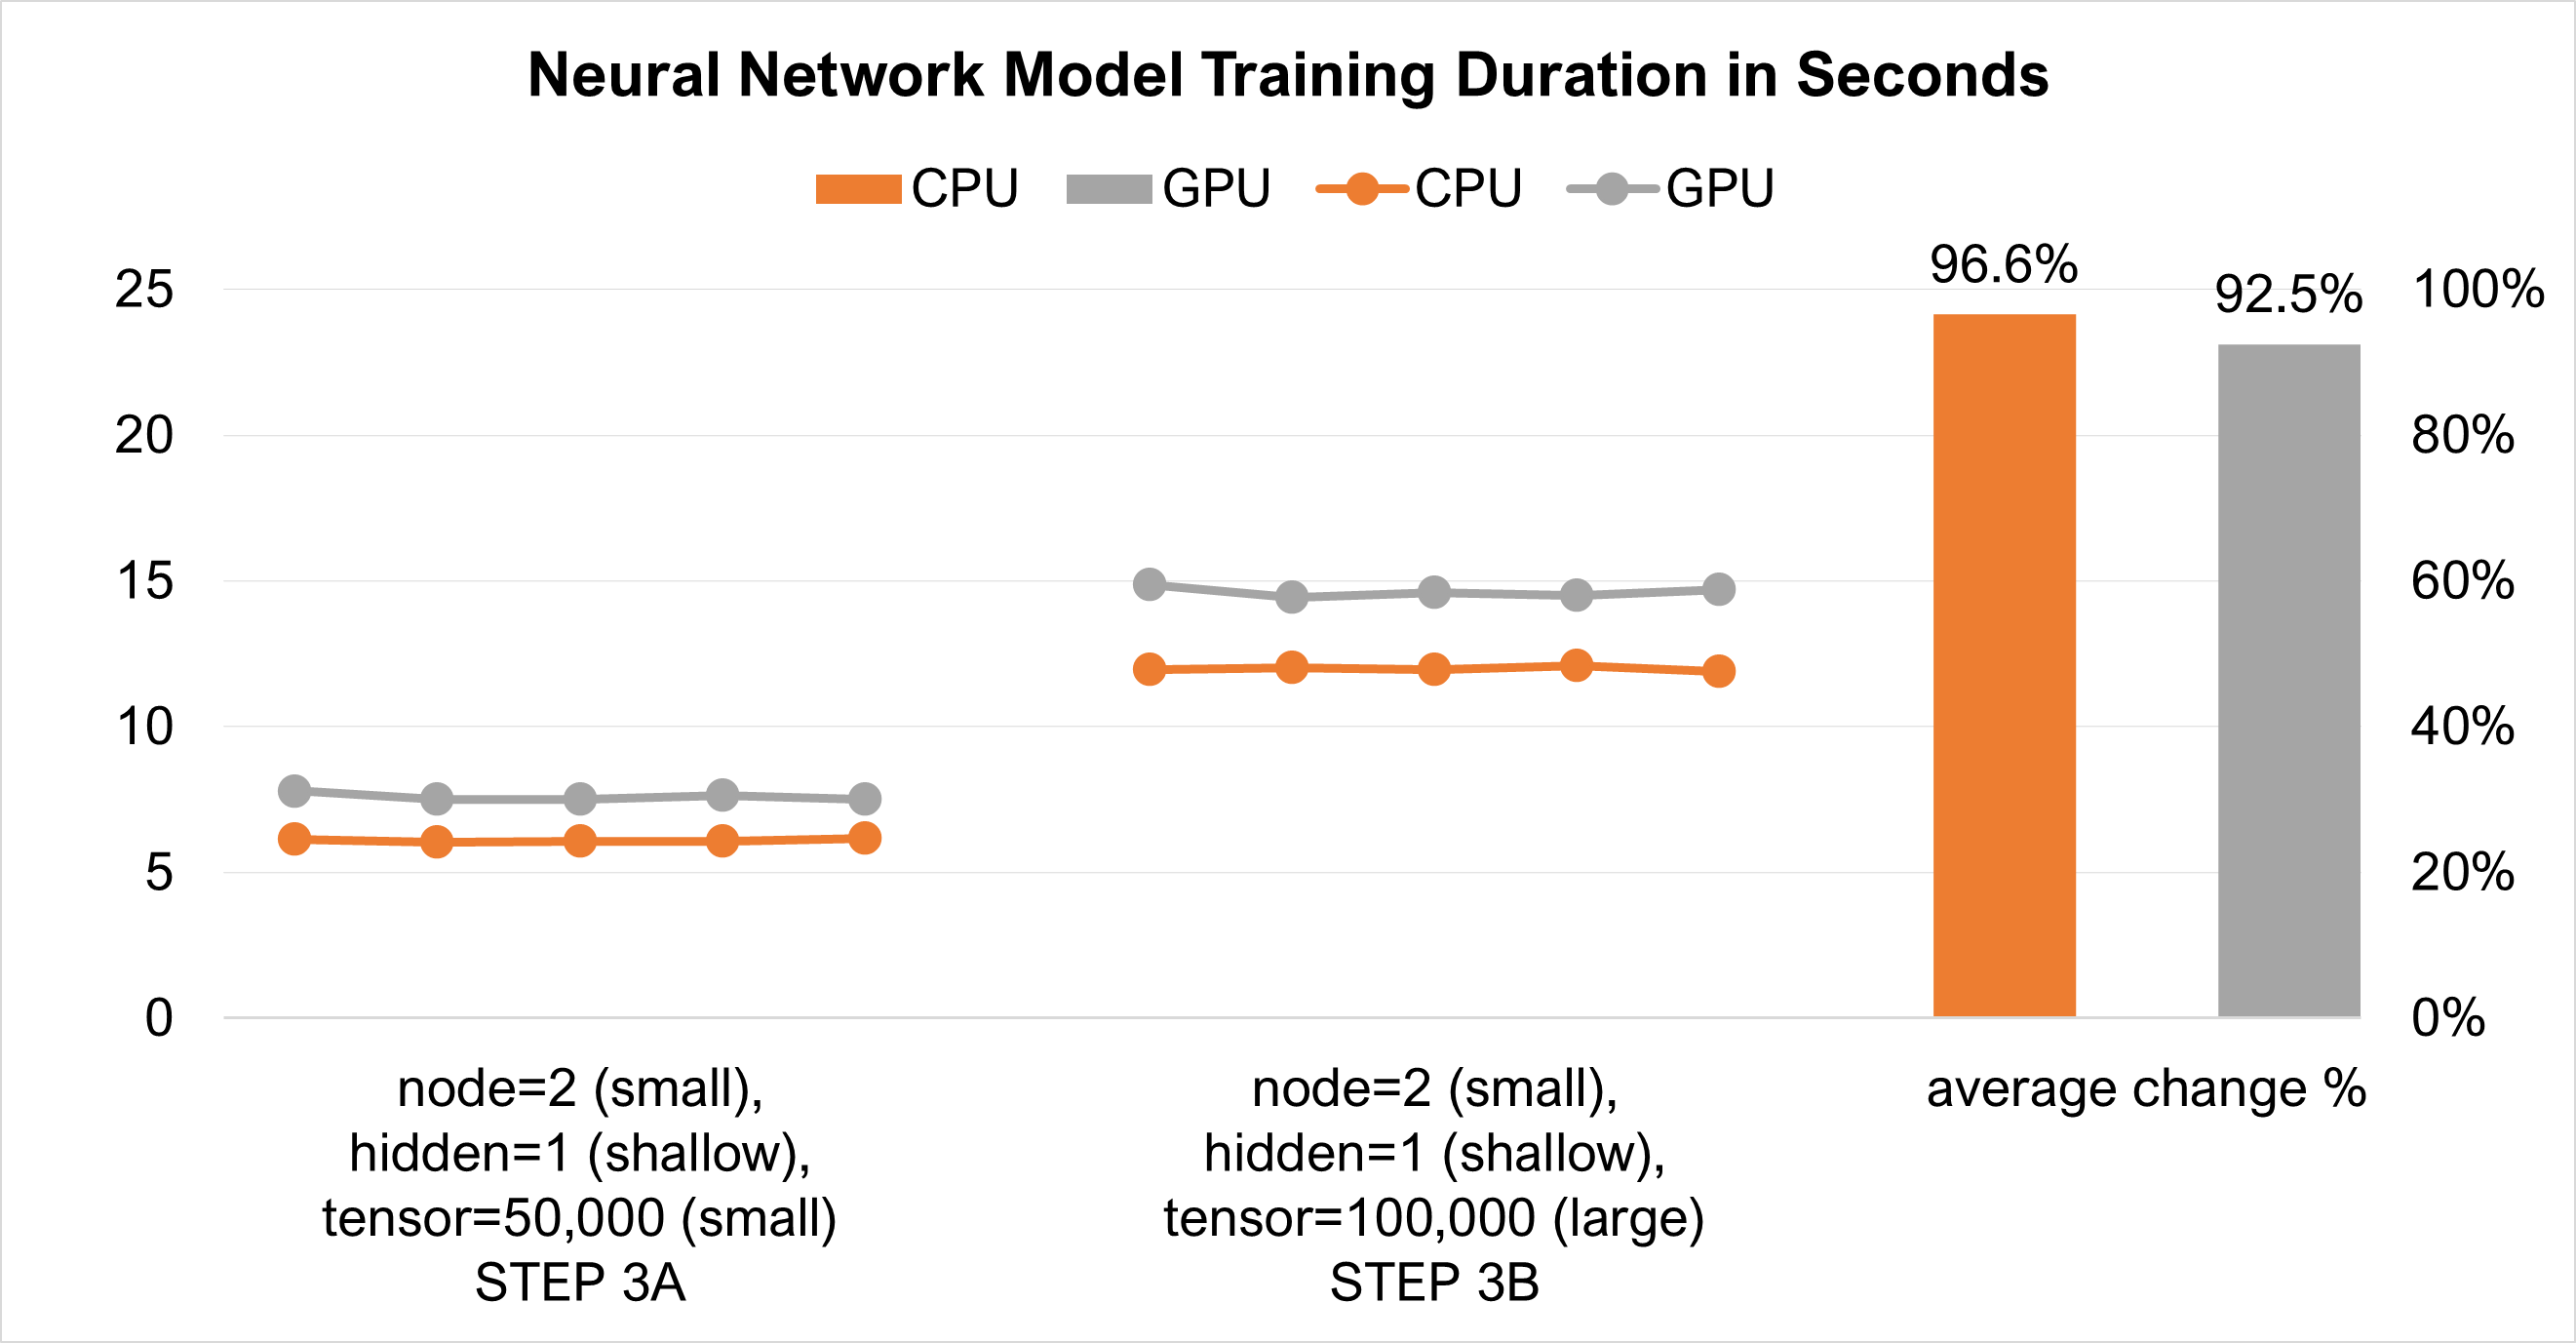 Neural Network Model Training Duration in Seconds
CPU GPU CPU GPU
96.6%
92.5%
25
20
15
10
5
0
100%
80%
60%
40%
20%
0%
node=2 (small),
hidden=1 (shallow),
tensor=50,000 (small)
STEP 3A
node=2 (small),
hidden=1 (shallow),
tensor=100,000 (large)
STEP 3B
average change %